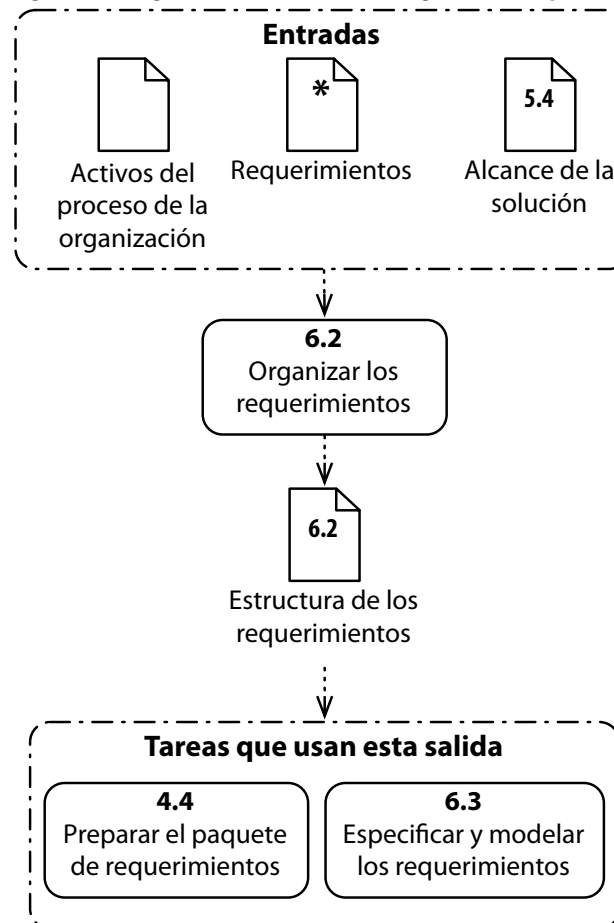 Entradas
*
5.4
Activos del
proceso de la
organización
Requerimientos
Alcance de la
solución
6.2
Organizar los
requerimientos
6.2
Estructura de los
requerimientos
Tareas que usan esta salida
4.4
Preparar el paquete
de requerimientos
6.3
Especificar y modelar
los requerimientos